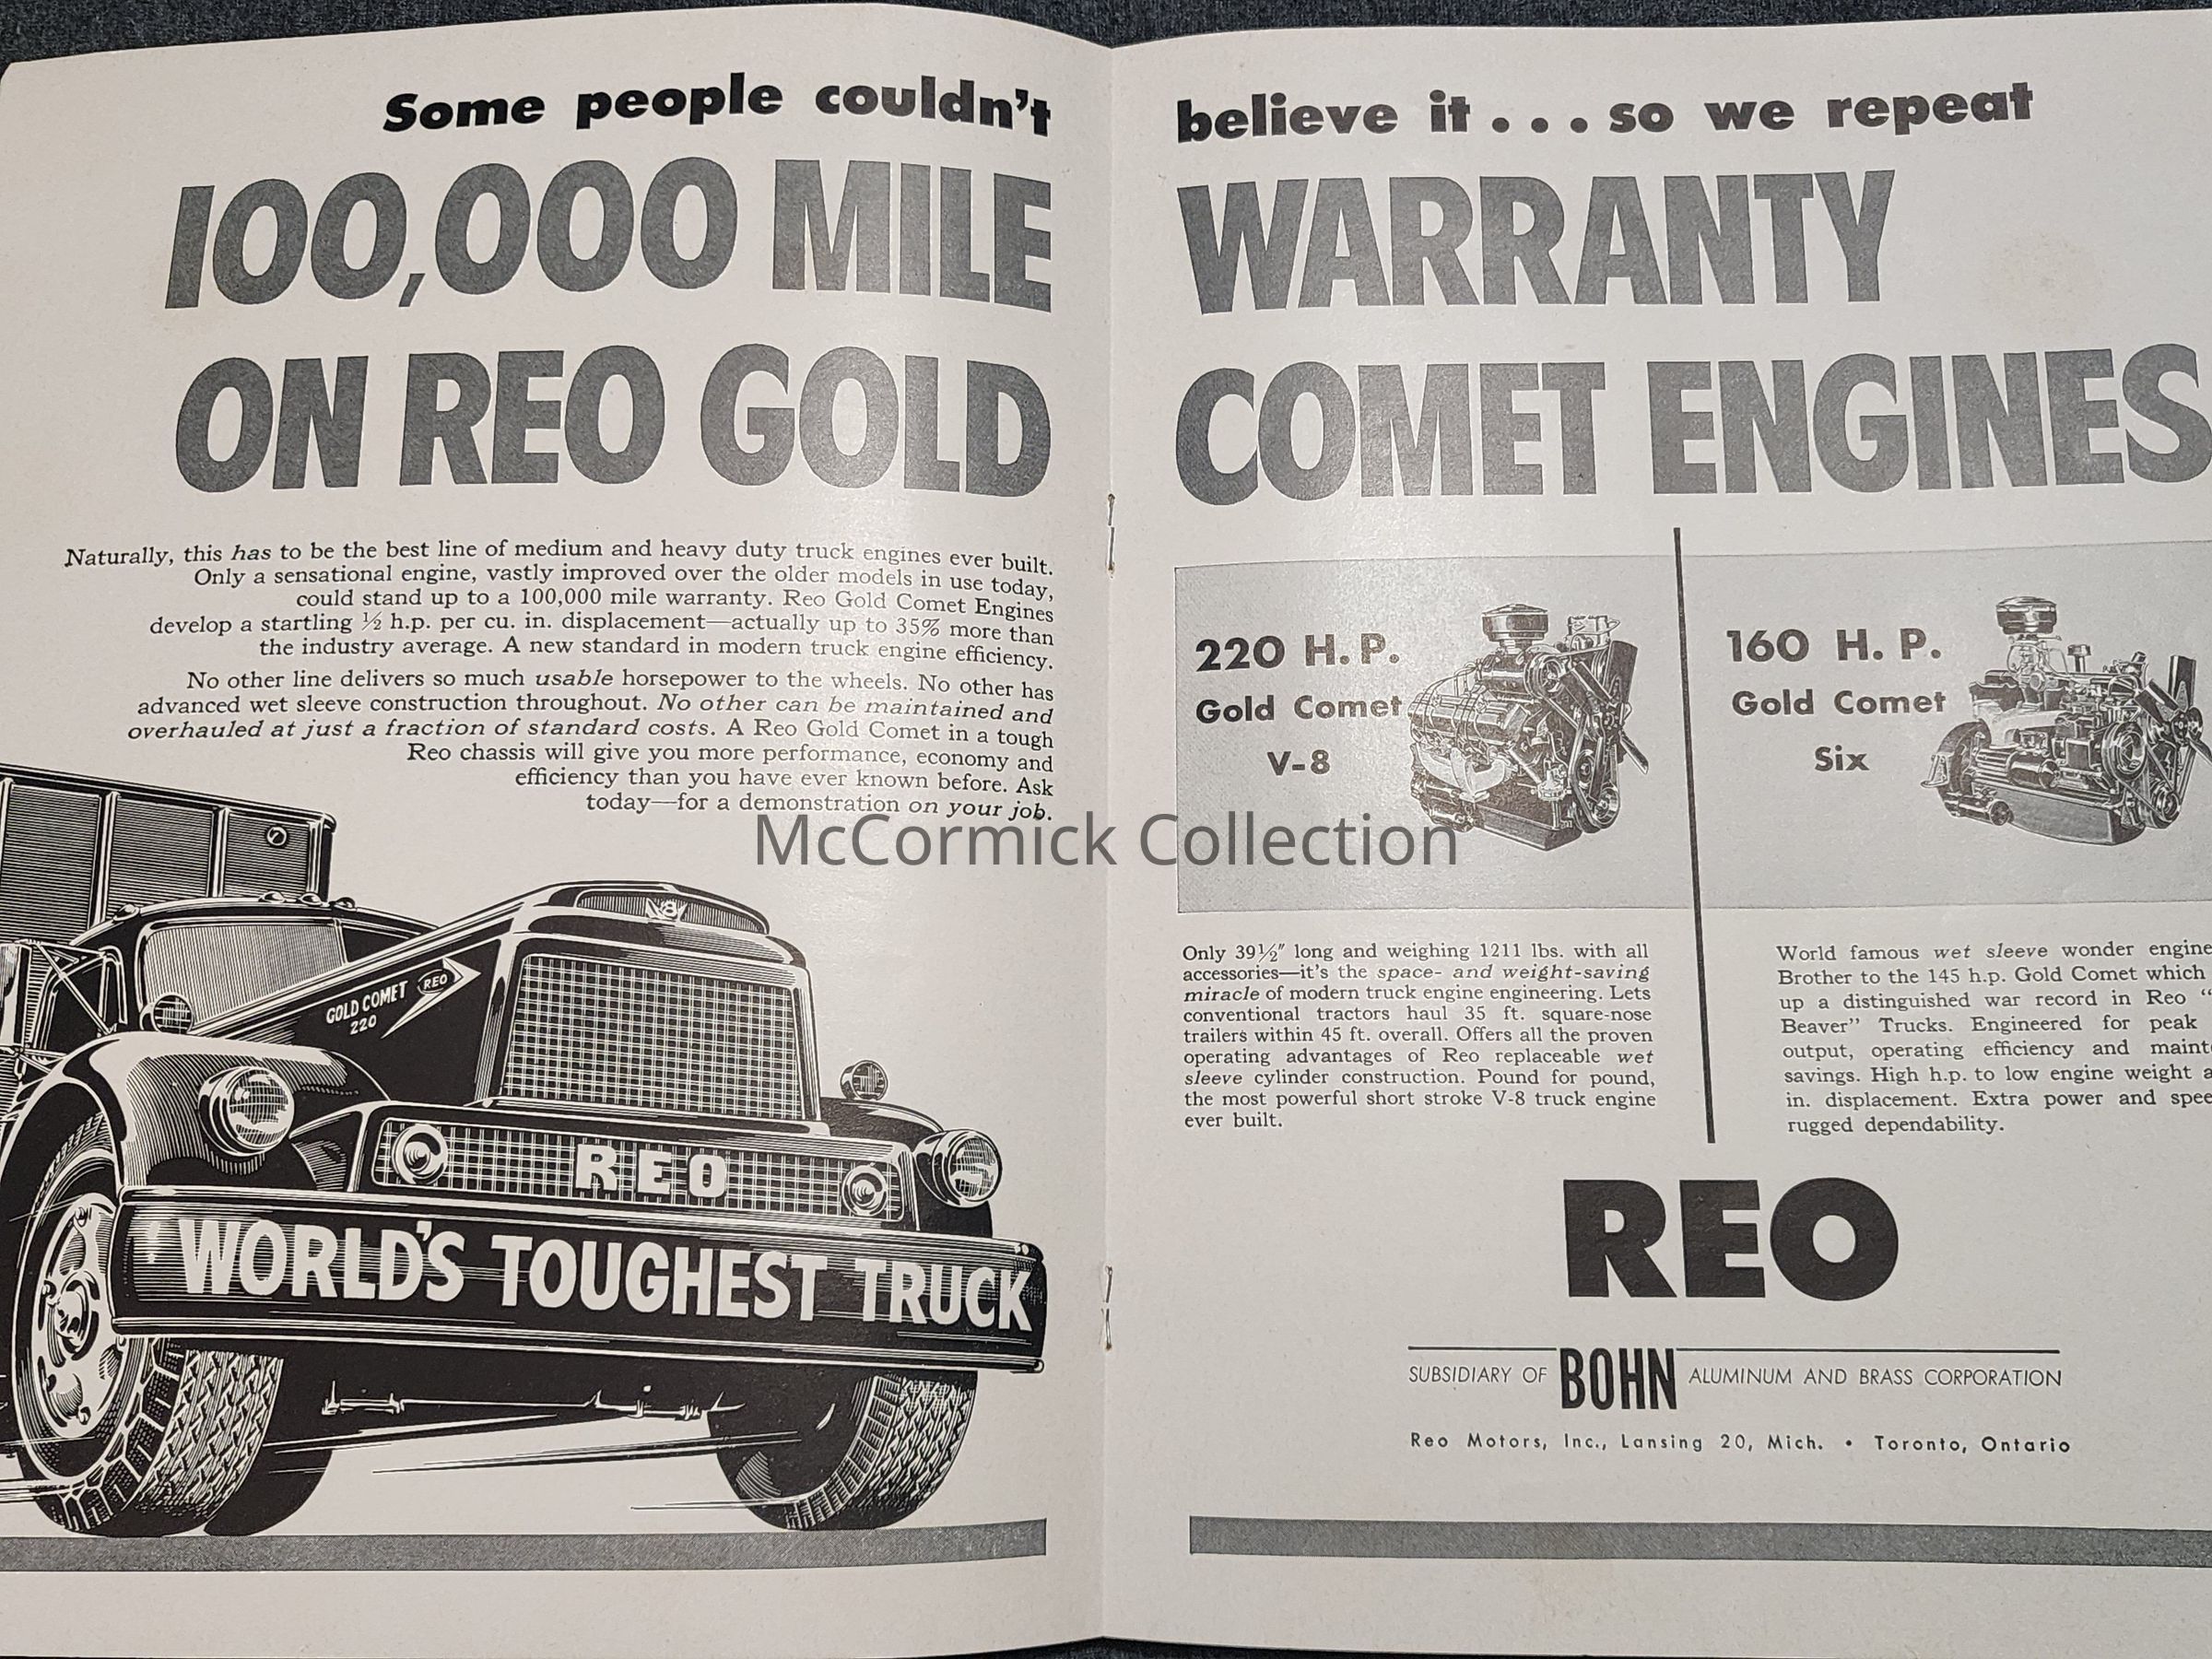 Some people couldn't believe it . . . so we repeat
100,000 MILE WARRANTY
ON REO GOLD COMET ENGINES
Naturally, this has to be the best line of medium and heavy duty truck engines ever built.
Only a sensational engine, vastly improved over the older models in use today,
could stand up to a 100,000 mile warranty. Reo Gold Comet Engines
develop a startling ½ h.p. per cu. in. displacement—actually up to 35% more than
the industry average. A new standard in modern truck engine efficiency.
No other line delivers so much usable horsepower to the wheels. No other has
advanced wet sleeve construction throughout. No other can be maintained and
overhauled at just a fraction of standard costs. A Reo Gold Comet in a tough
Reo chassis will give you more performance, economy and
efficiency than you have ever known before. Ask
today—for a demonstration on your job.
McCormick Collection
V8
GOLD COMET REO
220
REO
WORLD'S TOUGHEST TRUCK
220 H.P.
Gold Comet
V-8
160 H.P.
Gold Comet
Six
Only 39½″ long and weighing 1211 lbs. with all
accessories—it's the space- and weight-saving
miracle of modern truck engine engineering. Lets
conventional tractors haul 35 ft. square-nose
trailers within 45 ft. overall. Offers all the proven
operating advantages of Reo replaceable wet
sleeve cylinder construction. Pound for pound,
the most powerful short stroke V-8 truck engine
ever built.
World famous wet sleeve wonder engine
Brother to the 145 h.p. Gold Comet which
up a distinguished war record in Reo “
Beaver” Trucks. Engineered for peak
output, operating efficiency and maint
savings. High h.p. to low engine weight a
in. displacement. Extra power and spee
rugged dependability.
REO
SUBSIDIARY OF BOHN ALUMINUM AND BRASS CORPORATION
Reo Motors, Inc., Lansing 20, Mich. • Toronto, Ontario